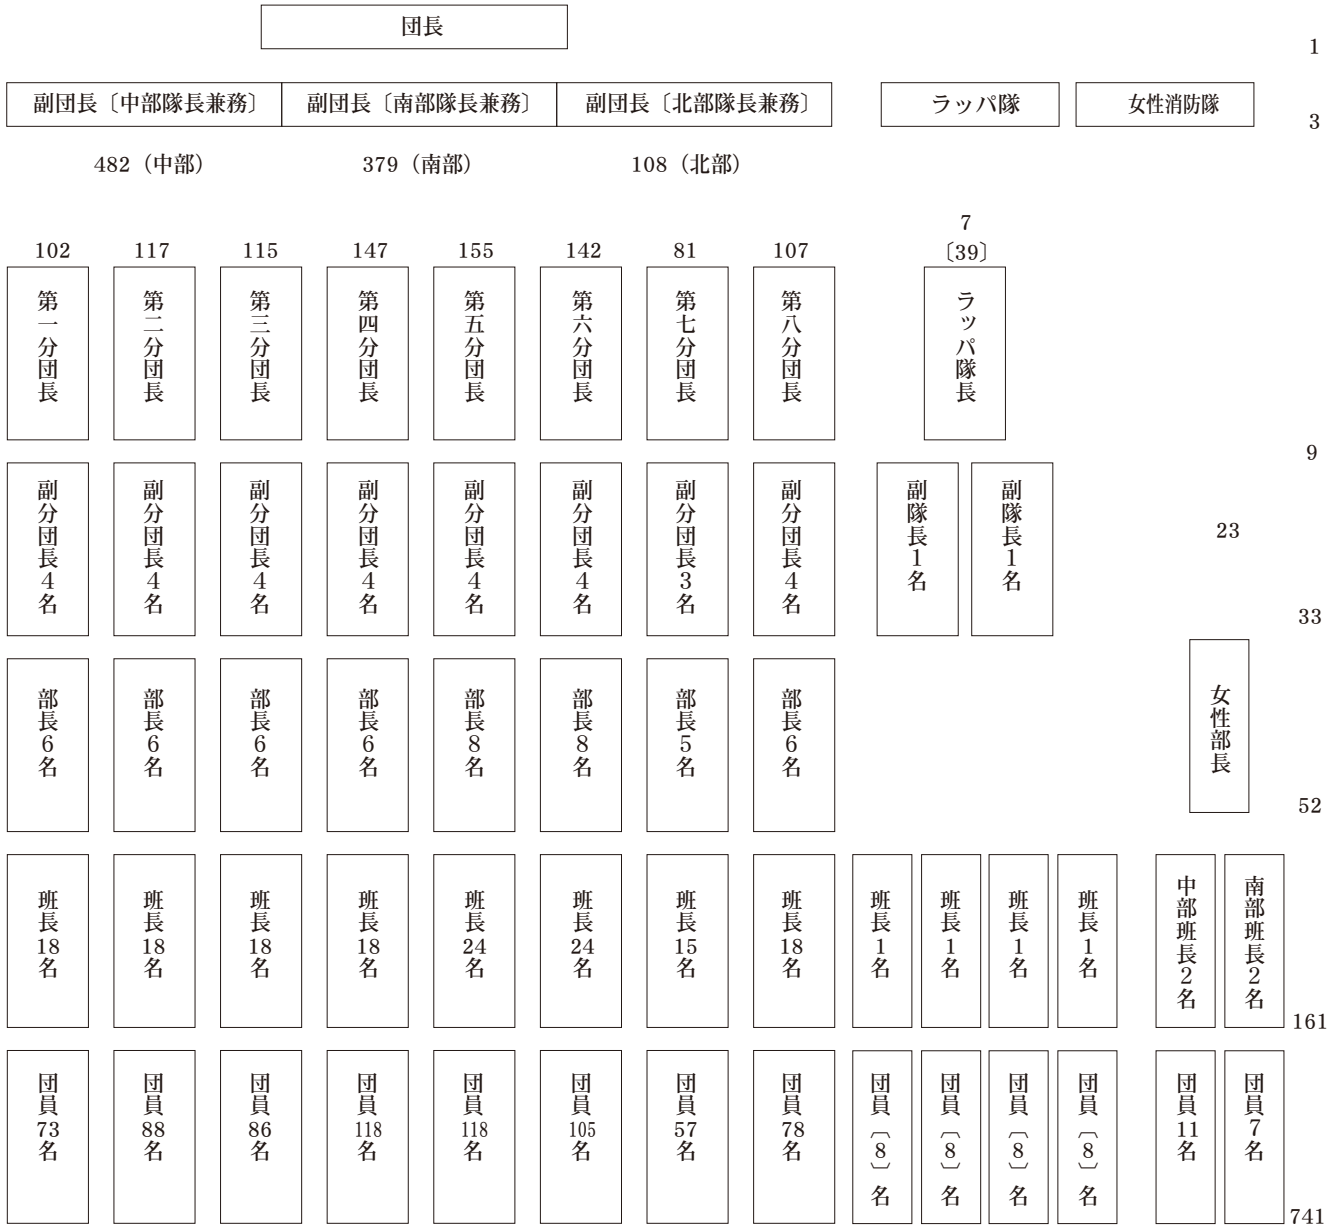 団長
1
副団長〔中部隊長兼務〕
副団長〔南部隊長兼務〕
副団長〔北部隊長兼務〕
ラッパ隊
女性消防隊
3
482（中部）
379（南部）
108（北部）
7
102
117
115
147
155
142
81
107
〔39〕
第一分団長
第二分団長
第三分団長
第四分団長
第五分団長
第六分団長
第七分団長
第八分団長
ラッパ隊長
9
副分団長4名
副分団長4名
副分団長4名
副分団長4名
副分団長4名
副分団長4名
副分団長3名
副分団長4名
副隊長1名
副隊長1名
23
33
部長6名
部長6名
部長6名
部長6名
部長8名
部長8名
部長5名
部長6名
女性部長
52
班長18名
班長18名
班長18名
班長18名
班長24名
班長24名
班長15名
班長18名
班長1名
班長1名
班長1名
班長1名
中部班長2名
南部班長2名
161
団員73名
団員88名
団員86名
団員118名
団員118名
団員105名
団員57名
団員78名
団員〔8〕名
団員〔8〕名
団員〔8〕名
団員〔8〕名
団員11名
団員7名
741